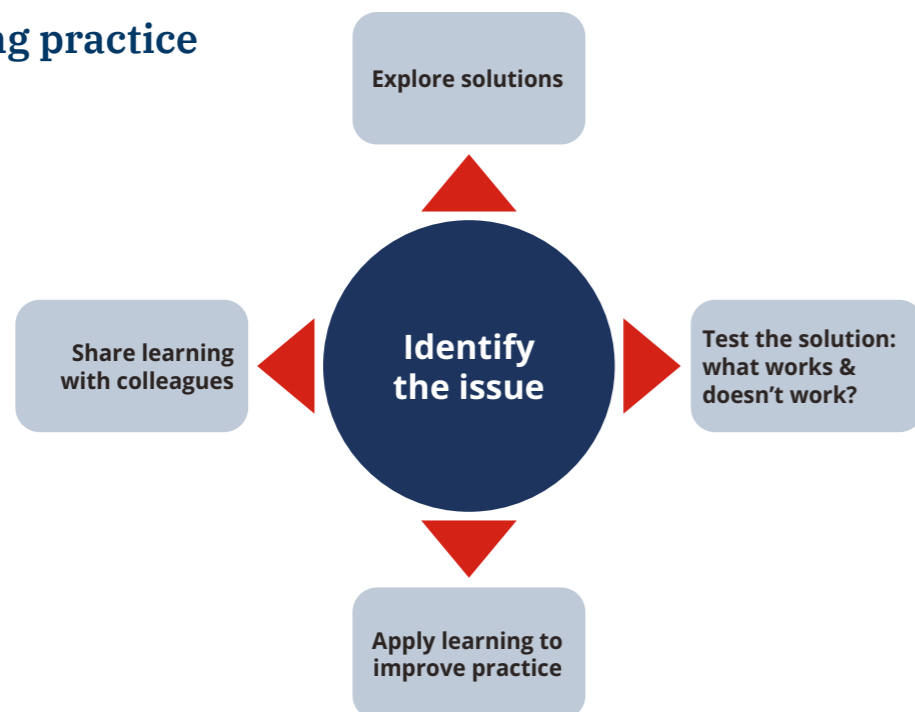 ng practice
Explore solutions
Identify
the issue
Share learning
with colleagues
Test the solution:
what works &
doesn't work?
Apply learning to
improve practice